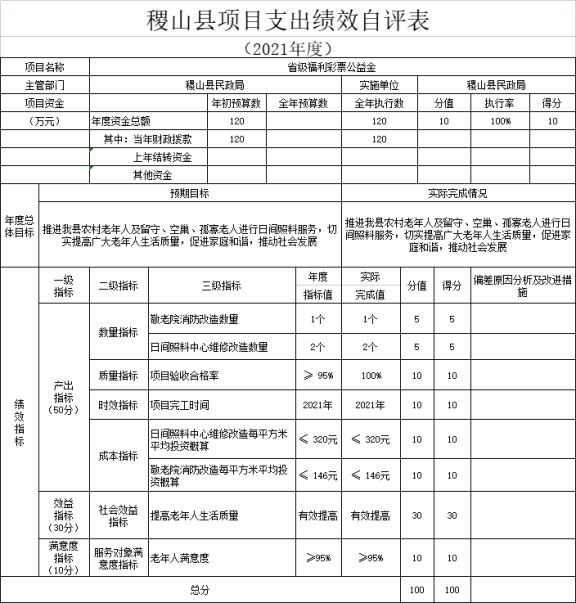 稷山县项目支出绩效自评表
（2021年度）
项目名称 省级福利彩票公益金
主管部门 稷山县民政局 实施单位 稷山县民政局
项目资金 年初预算数 全年预算数 全年执行数 分值 执行率 得分
（万元） 年度资金总额 120 120 10 100% 10
其中：当年财政拨款 120 120
上年结转资金
其他资金
年度总体目标 预期目标 实际完成情况
推进我县农村老年人及留守、空巢、孤寡老人进行日间照料服务，切
实提高广大老年人生活质量，促进家庭和谐，推动社会发展
推进我县农村老年人及留守、空巢、孤寡老人进行日
间照料服务，切实提高广大老年人生活质量，促进家
庭和谐，推动社会发展
绩效指标
一级指标 二级指标 三级指标 年度指标值 实际完成值 分值 得分 偏差原因分析及改进措施
产出指标（50分） 数量指标 敬老院消防改造数量 1个 1个 5 5
日间照料中心维修改造数量 2个 2个 5 5
质量指标 项目验收合格率 ≥ 95% 100% 10 10
时效指标 项目完工时间 2021年 2021年 10 10
成本指标 日间照料中心维修改造每平方米平均投资概算 ≤ 320元 ≤ 320元 10 10
敬老院消防改造每平方米平均投资概算 ≤ 146元 ≤ 146元 10 10
效益指标（30分） 社会效益指标 提高老年人生活质量 有效提高 有效提高 30 30
满意度指标（10分） 服务对象满意度指标 老年人满意度 ≥95% ≥95% 10 10
总分 100 100